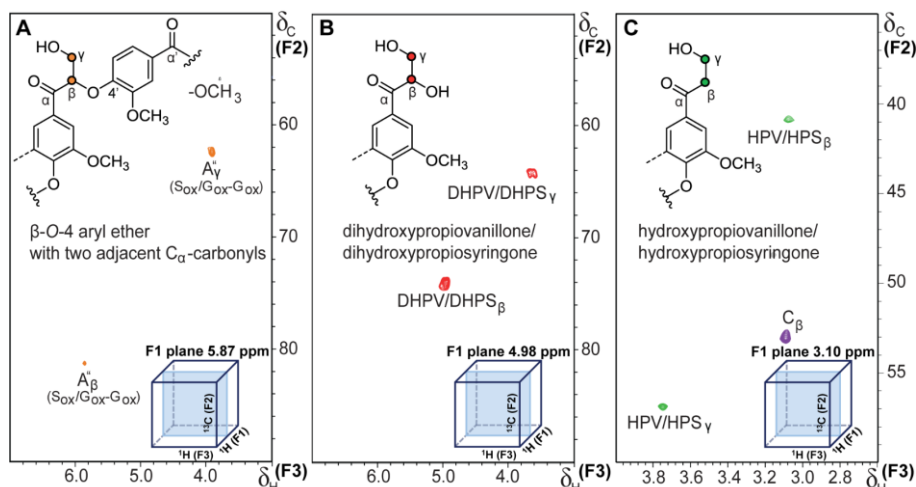 A
δC
(F2)
HO
γ
O
α
β
O
4'
O
α'
OCH3
OCH3
O
-OCH3
60
A"γ
(Sox/Gox-Gox)
β-O-4 aryl ether
with two adjacent Cα-carbonyls
70
80
A"β
(Sox/Gox-Gox)
F1 plane 5.87 ppm
13C (F2)
1H (F3)
1H (F1)
6.0
5.0
4.0
δH
(F3)
B
δC
(F2)
HO
γ
O
OH
α
β
OCH3
O
60
DHPV/DHPSγ
dihydroxypropiovanillone/
dihydroxypropiosyringone
70
DHPV/DHPSβ
80
F1 plane 4.98 ppm
13C (F2)
1H (F3)
1H (F1)
6.0
5.0
4.0
δH
(F3)
C
δC
(F2)
HO
γ
O
α
β
OCH3
O
40
HPV/HPSβ
45
hydroxypropiovanillone/
hydroxypropiosyringone
50
Cβ
F1 plane 3.10 ppm
55
HPV/HPSγ
13C (F2)
1H (F3)
1H (F1)
3.8
3.6
3.4
3.2
3.0
2.8
2.6
δH
(F3)